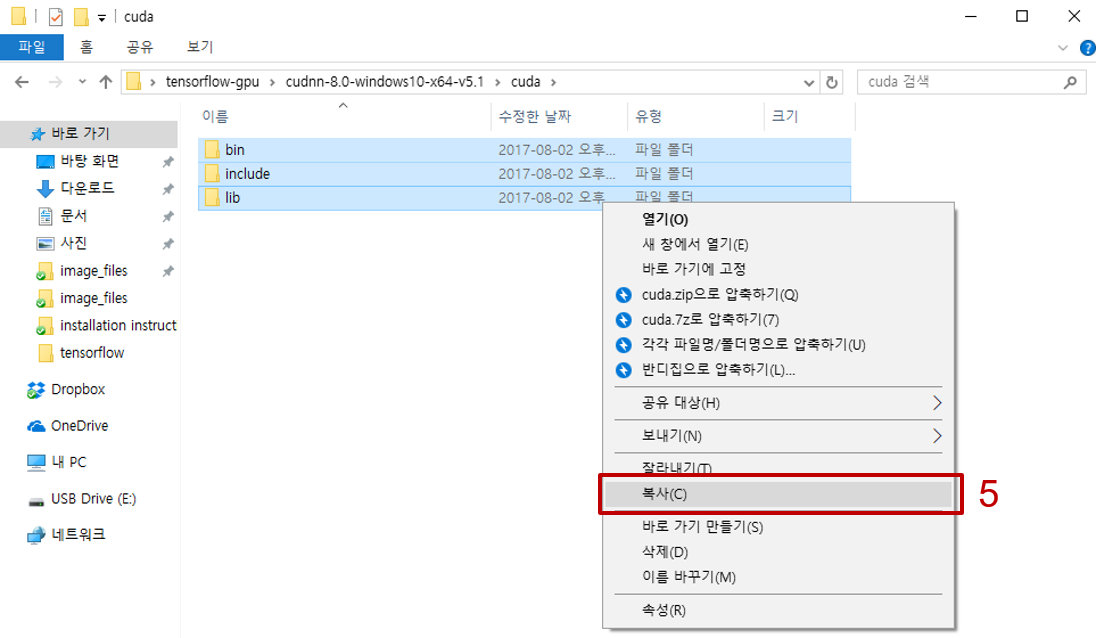 cuda
파일 홈 공유 보기
tensorflow-gpu › cudnn-8.0-windows10-x64-v5.1 › cuda ›
cuda 검색
이름 수정한 날짜 유형 크기
bin 2017-08-02 오후... 파일 폴더
include 2017-08-02 오후... 파일 폴더
lib 2017-08-02 오후... 파일 폴더
바로 가기
바탕 화면
다운로드
문서
사진
image_files
image_files
installation instruct
tensorflow
Dropbox
OneDrive
내 PC
USB Drive (E:)
네트워크
열기(O)
새 창에서 열기(E)
바로 가기에 고정
cuda.zip으로 압축하기(Q)
cuda.7z로 압축하기(7)
각각 파일명/폴더명으로 압축하기(U)
반디집으로 압축하기(L)...
공유 대상(H)
보내기(N)
잘라내기(T)
복사(C)
5
바로 가기 만들기(S)
삭제(D)
이름 바꾸기(M)
속성(R)